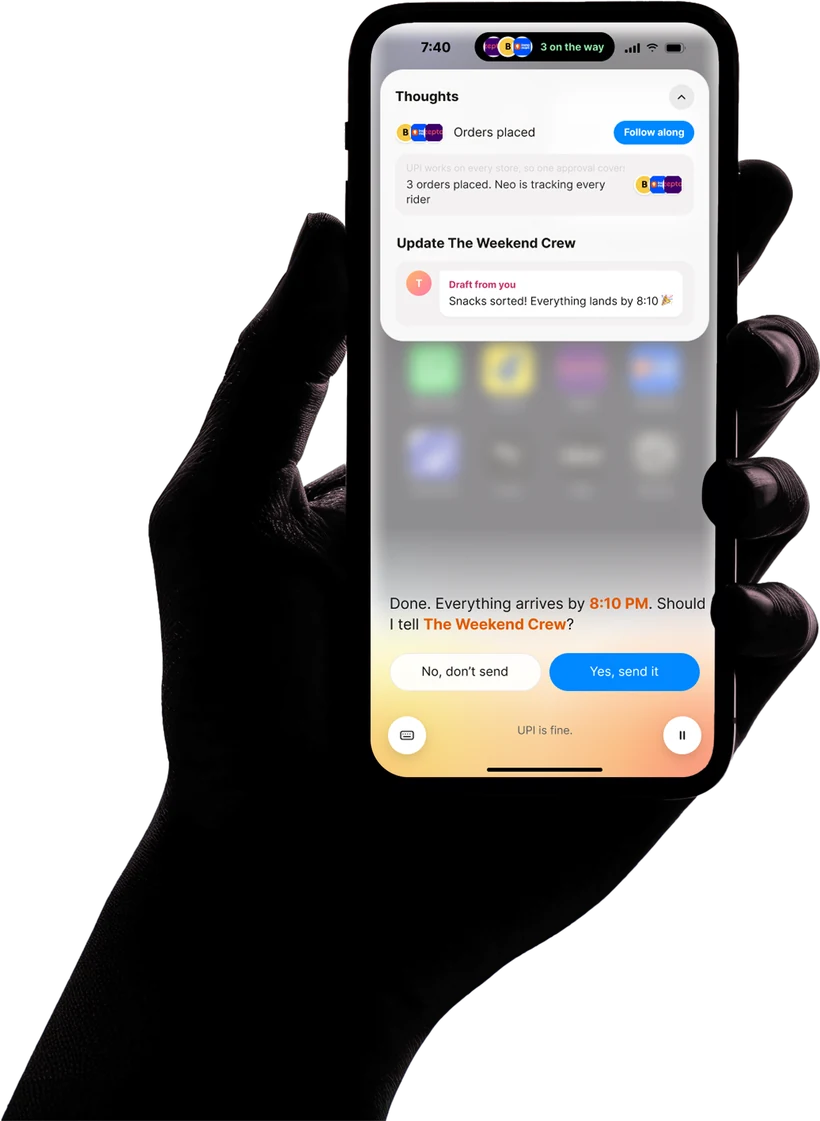 7:40
B
3 on the way
Thoughts
B
Orders placed
Follow along
UPI works on every store, so one approval cover!
3 orders placed. Neo is tracking every
rider
B
Update The Weekend Crew
T
Draft from you
Snacks sorted! Everything lands by 8:10 🎉
Done. Everything arrives by 8:10 PM. Should
I tell The Weekend Crew?
No, don’t send
Yes, send it
UPI is fine.